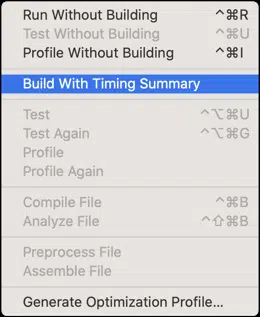 Run Without Building ^⌘R
Test Without Building ^⌘U
Profile Without Building ^⌘I
Build With Timing Summary
Test ^⌥⌘U
Test Again ^⌥⌘G
Profile
Profile Again
Compile File ^⌘B
Analyze File ^⇧⌘B
Preprocess File
Assemble File
Generate Optimization Profile...